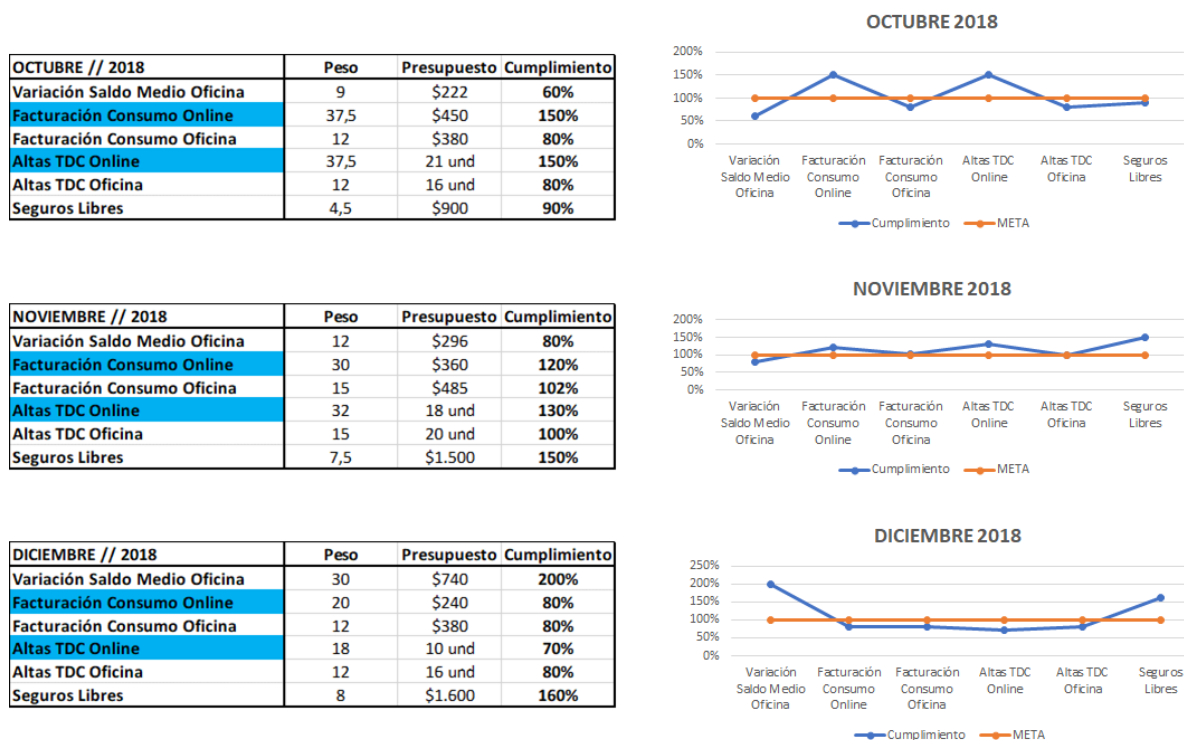 OCTUBRE // 2018 Peso Presupuesto Cumplimiento
Variación Saldo Medio Oficina 9 $222 60%
Facturación Consumo Online 37,5 $450 150%
Facturación Consumo Oficina 12 $380 80%
Altas TDC Online 37,5 21 und 150%
Altas TDC Oficina 12 16 und 80%
Seguros Libres 4,5 $900 90%
OCTUBRE 2018
200%
150%
100%
50%
0%
Variación Facturación Facturación Altas TDC Altas TDC Seguros
Saldo Medio Consumo Consumo Online Oficina Libres
Oficina Online Oficina
Cumplimiento META
NOVIEMBRE // 2018 Peso Presupuesto Cumplimiento
Variación Saldo Medio Oficina 12 $296 80%
Facturación Consumo Online 30 $360 120%
Facturación Consumo Oficina 15 $485 102%
Altas TDC Online 32 18 und 130%
Altas TDC Oficina 15 20 und 100%
Seguros Libres 7,5 $1.500 150%
NOVIEMBRE 2018
200%
150%
100%
50%
0%
Variación Facturación Facturación Altas TDC Altas TDC Seguros
Saldo Medio Consumo Consumo Online Oficina Libres
Oficina Online Oficina
Cumplimiento META
DICIEMBRE // 2018 Peso Presupuesto Cumplimiento
Variación Saldo Medio Oficina 30 $740 200%
Facturación Consumo Online 20 $240 80%
Facturación Consumo Oficina 12 $380 80%
Altas TDC Online 18 10 und 70%
Altas TDC Oficina 12 16 und 80%
Seguros Libres 8 $1.600 160%
DICIEMBRE 2018
250%
200%
150%
100%
50%
0%
Variación Facturación Facturación Altas TDC Altas TDC Seguros
Saldo Medio Consumo Consumo Online Oficina Libres
Oficina Online Oficina
Cumplimiento META